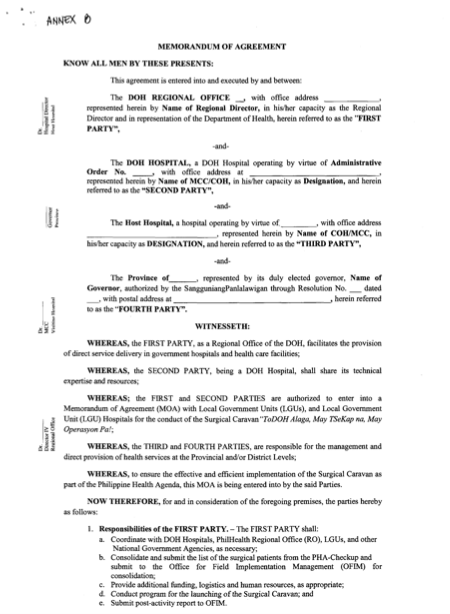 ANNEX B
MEMORANDUM OF AGREEMENT
KNOW ALL MEN BY THESE PRESENTS:
This agreement is entered into and executed by and between:
The DOH REGIONAL OFFICE __, with office address ____________,
represented herein by Name of Regional Director, in his/her capacity as the Regional
Director and in representation of the Department of Health, herein referred to as the "FIRST
PARTY",
-and-
The DOH HOSPITAL, a DOH Hospital operating by virtue of Administrative
Order No. _____, with office address at ________________________,
represented herein by Name of MCC/COH, in his/her capacity as Designation, and herein
referred to as the "SECOND PARTY",
-and-
The Host Hospital, a hospital operating by virtue of ________, with office address
____________________________, represented herein by Name of COH/MCC, in
his/her capacity as DESIGNATION, and herein referred to as the "THIRD PARTY",
-and-
The Province of______, represented by its duly elected governor, Name of
Governor, authorized by the SangguniangPanlalawigan through Resolution No. ___ dated
___, with postal address at ______________________________, herein referred
to as the "FOURTH PARTY".
WITNESSETH:
WHEREAS, the FIRST PARTY, as a Regional Office of the DOH, facilitates the provision
of direct service delivery in government hospitals and health care facilities;
WHEREAS, the SECOND PARTY, being a DOH Hospital, shall share its technical
expertise and resources;
WHEREAS; the FIRST and SECOND PARTIES are authorized to enter into a
Memorandum of Agreement (MOA) with Local Government Units (LGUs), and Local Government
Unit (LGU) Hospitals for the conduct of the Surgical Caravan"ToDOH Alaga, May TSeKap na, May
Operasyon Pa!;
WHEREAS, the THIRD and FOURTH PARTIES, are responsible for the management and
direct provision of health services at the Provincial and/or District Levels;
WHEREAS, to ensure the effective and efficient implementation of the Surgical Caravan as
part of the Philippine Health Agenda, this MOA is being entered into by the said Parties.
NOW THEREFORE, for and in consideration of the foregoing premises, the parties hereby
as follows:
1. Responsibilities of the FIRST PARTY. – The FIRST PARTY shall:
a. Coordinate with DOH Hospitals, PhilHealth Regional Office (RO), LGUs, and other
National Government Agencies, as necessary;
b. Consolidate and submit the list of the surgical patients from the PHA-Checkup and
submit to the Office for Field Implementation Management (OFIM) for
consolidation;
c. Provide additional funding, logistics and human resources, as appropriate;
d. Conduct program for the launching of the Surgical Caravan; and
e. Submit post-activity report to OFIM.
Dr.
Hospital Director
Host Hospital
Governor
Province
Dr.
MCC
Dr.
Director IV
Regional Office